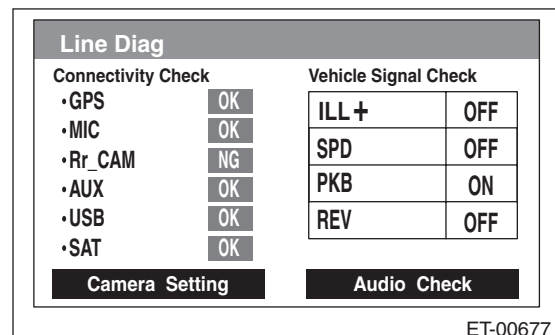 Line Diag
Connectivity Check
•GPS OK
•MIC OK
•Rr_CAM NG
•AUX OK
•USB OK
•SAT OK
Camera Setting
Vehicle Signal Check
ILL+ OFF
SPD OFF
PKB ON
REV OFF
Audio Check
ET-00677